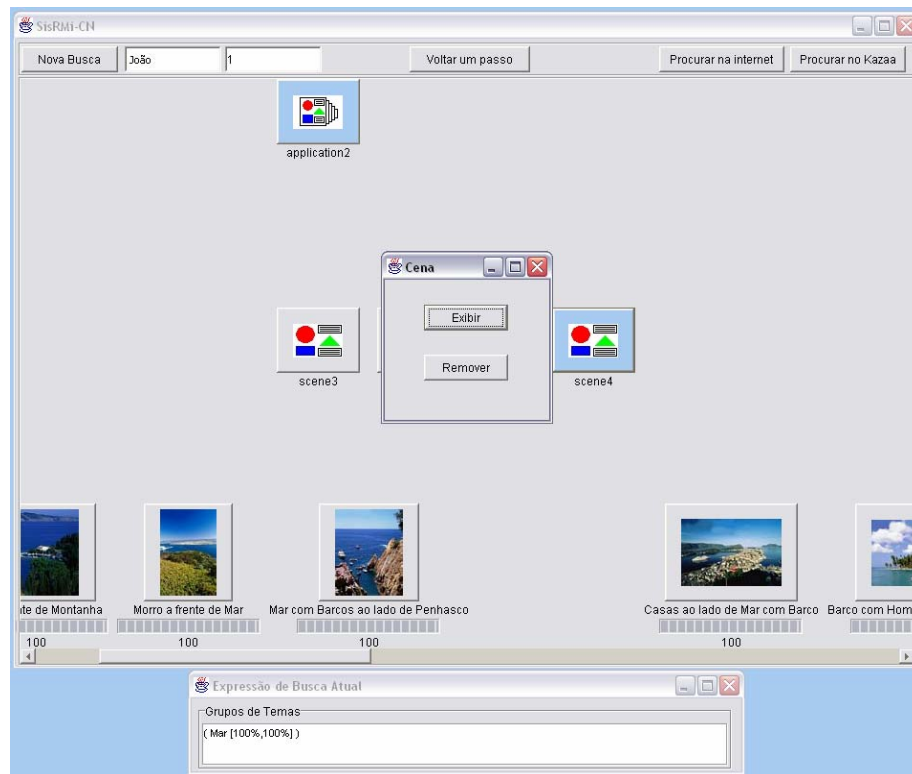 SisRMi-CN
Nova Busca João 1 Voltar um passo Procurar na internet Procurar no Kazaa
application2
Cena
Exibir
Remover
scene3 scene4
te de Montanha Morro a frente de Mar Mar com Barcos ao lado de Penhasco Casas ao lado de Mar com Barco Barco com Hom
100 100 100 100
Expressão de Busca Atual
Grupos de Temas
( Mar [100%,100%] )